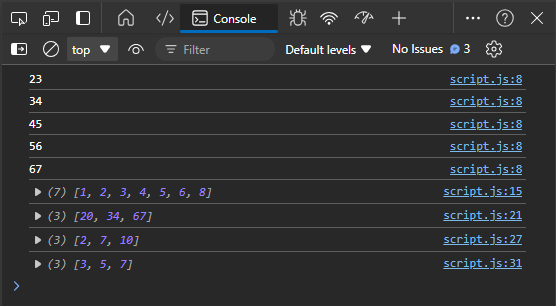 Console
top Filter Default levels No Issues 3
23 script.js:8
34 script.js:8
45 script.js:8
56 script.js:8
67 script.js:8
(7) [1, 2, 3, 4, 5, 6, 8] script.js:15
(3) [20, 34, 67] script.js:21
(3) [2, 7, 10] script.js:27
(3) [3, 5, 7] script.js:31